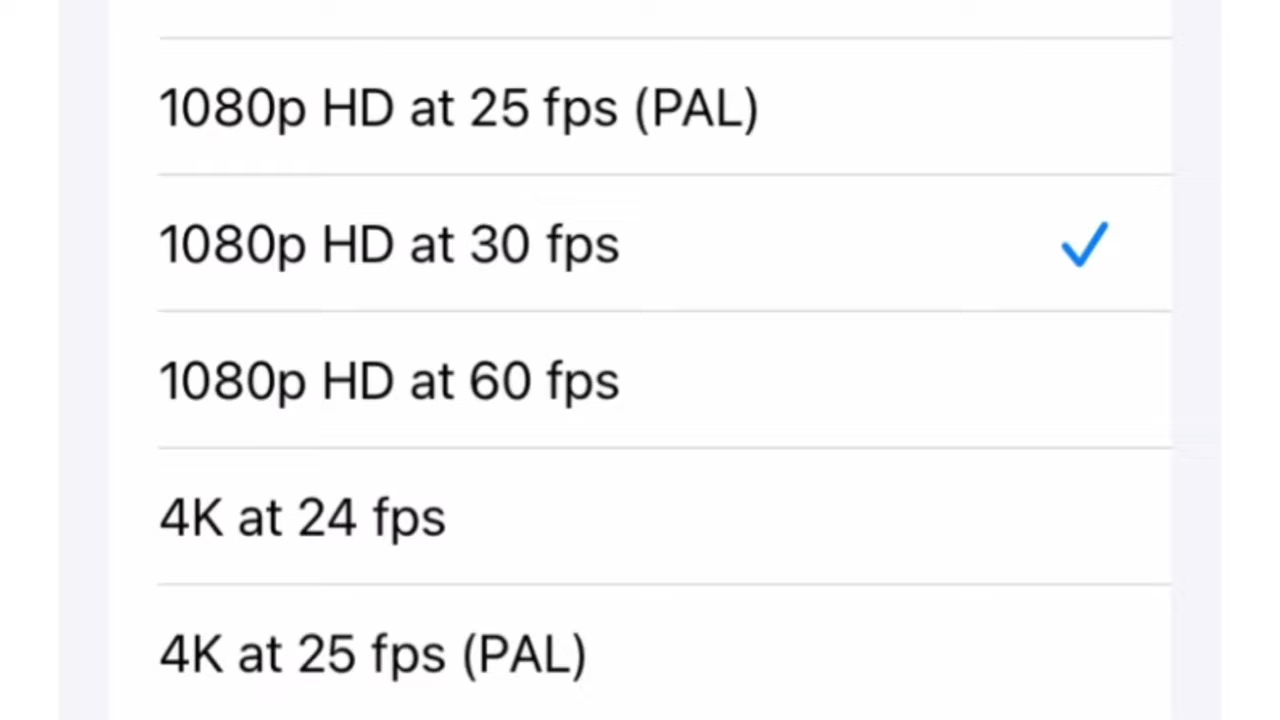 1080p HD at 25 fps (PAL)
1080p HD at 30 fps
1080p HD at 60 fps
4K at 24 fps
4K at 25 fps (PAL)